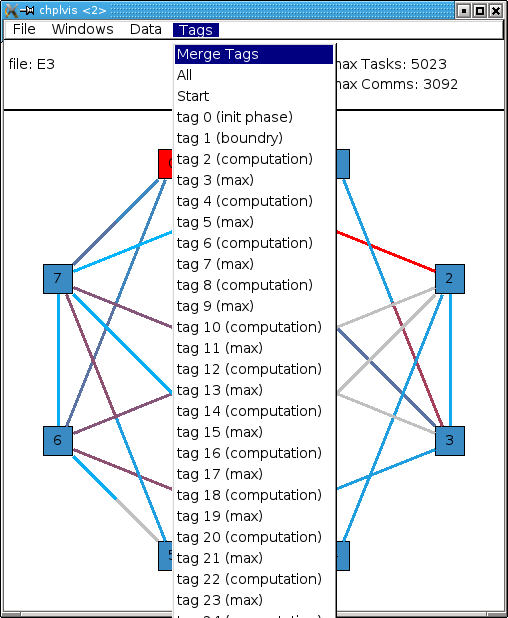 chplvis <2>
File Windows Data Tags
file: E3
max Tasks: 5023
max Comms: 3092
Merge Tags
All
Start
tag 0 (init phase)
tag 1 (boundry)
tag 2 (computation)
tag 3 (max)
tag 4 (computation)
tag 5 (max)
tag 6 (computation)
tag 7 (max)
tag 8 (computation)
tag 9 (max)
tag 10 (computation)
tag 11 (max)
tag 12 (computation)
tag 13 (max)
tag 14 (computation)
tag 15 (max)
tag 16 (computation)
tag 17 (max)
tag 18 (computation)
tag 19 (max)
tag 20 (computation)
tag 21 (max)
tag 22 (computation)
tag 23 (max)
7
2
6
3